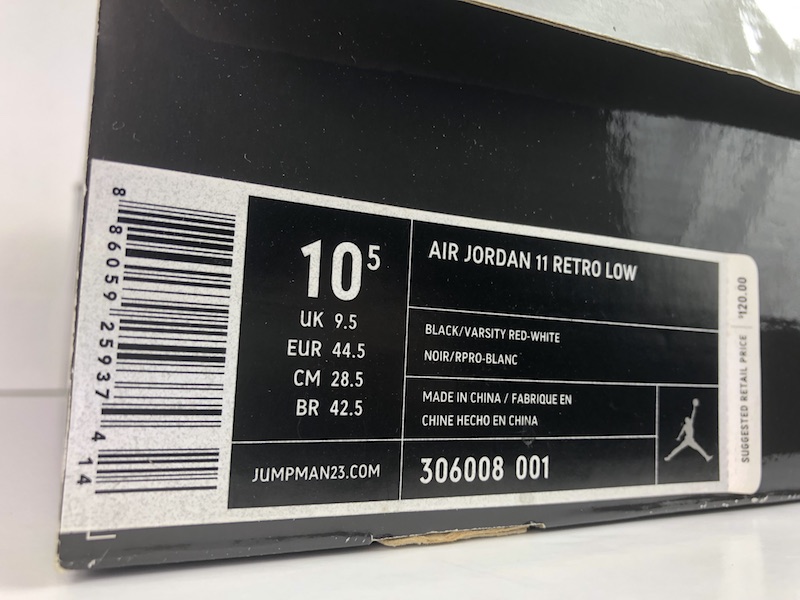 8 86059 25937 4 14
10 5
UK 9.5
EUR 44.5
CM 28.5
BR 42.5
JUMPMAN23.COM
AIR JORDAN 11 RETRO LOW
BLACK/VARSITY RED-WHITE
NOIR/RPRO-BLANC
MADE IN CHINA / FABRIQUE EN
CHINE HECHO EN CHINA
306008 001
SUGGESTED RETAIL PRICE $120.00